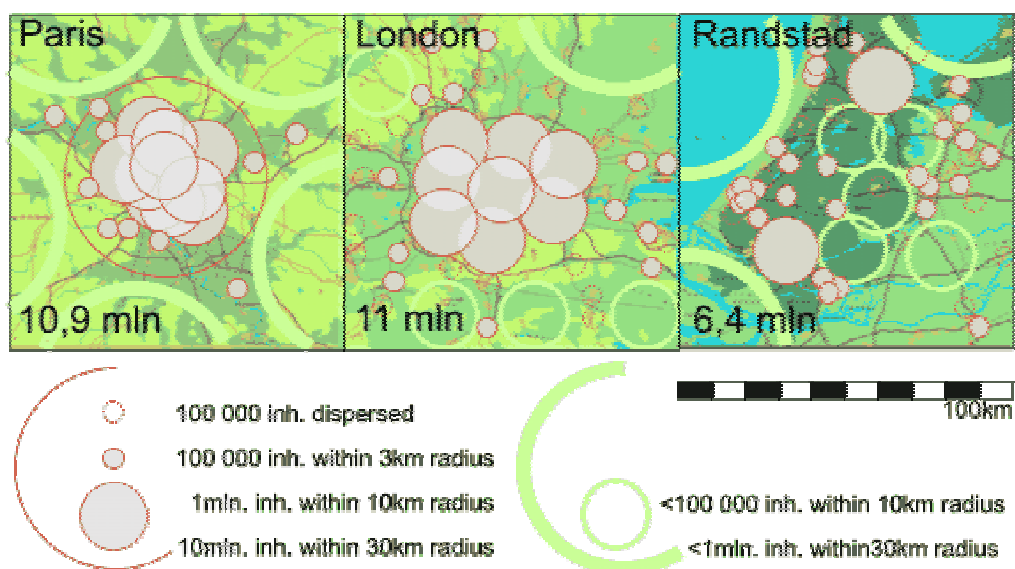 Paris
London
Randstad
10,9 mln
11 mln
6,4 mln
100km
100 000 inh. dispersed
100 000 inh. within 3km radius
1mln. inh. within 10km radius
10mln. inh. within 30km radius
<100 000 inh. within 10km radius
<1mln. inh. within30km radius